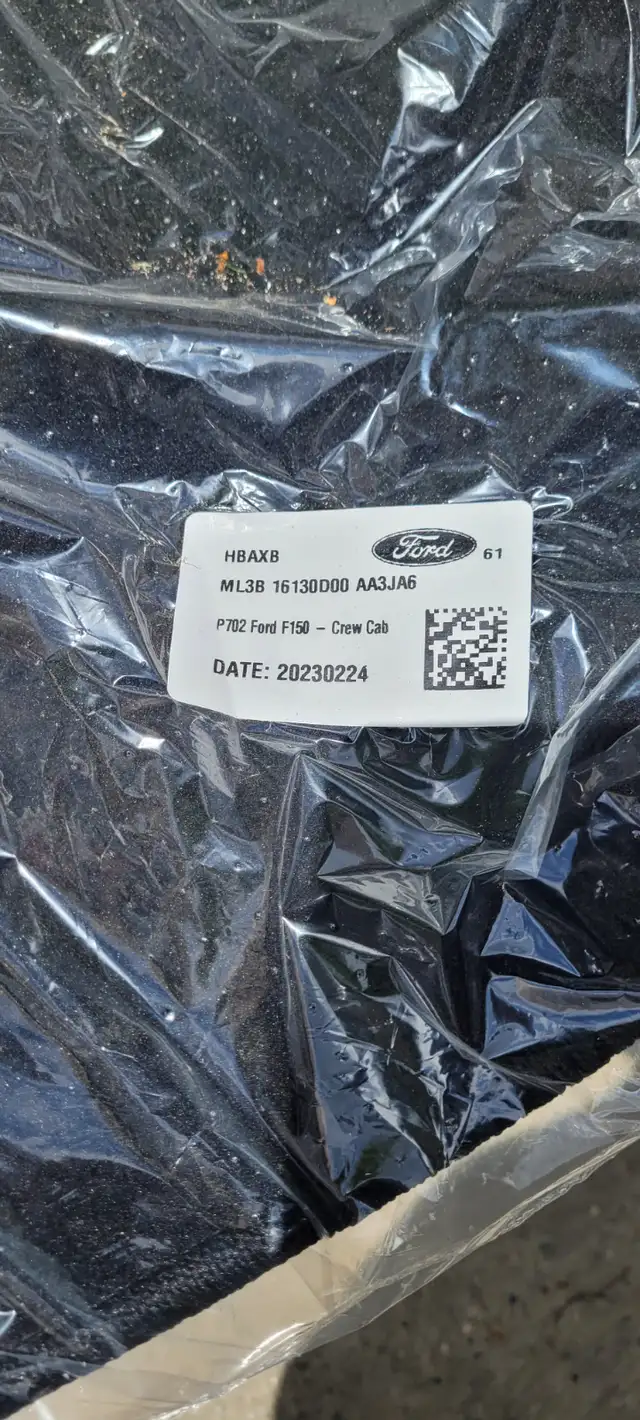 HBAXB Ford 61
ML3B 16130D00 AA3JA6
P702 Ford F150 – Crew Cab
DATE: 20230224